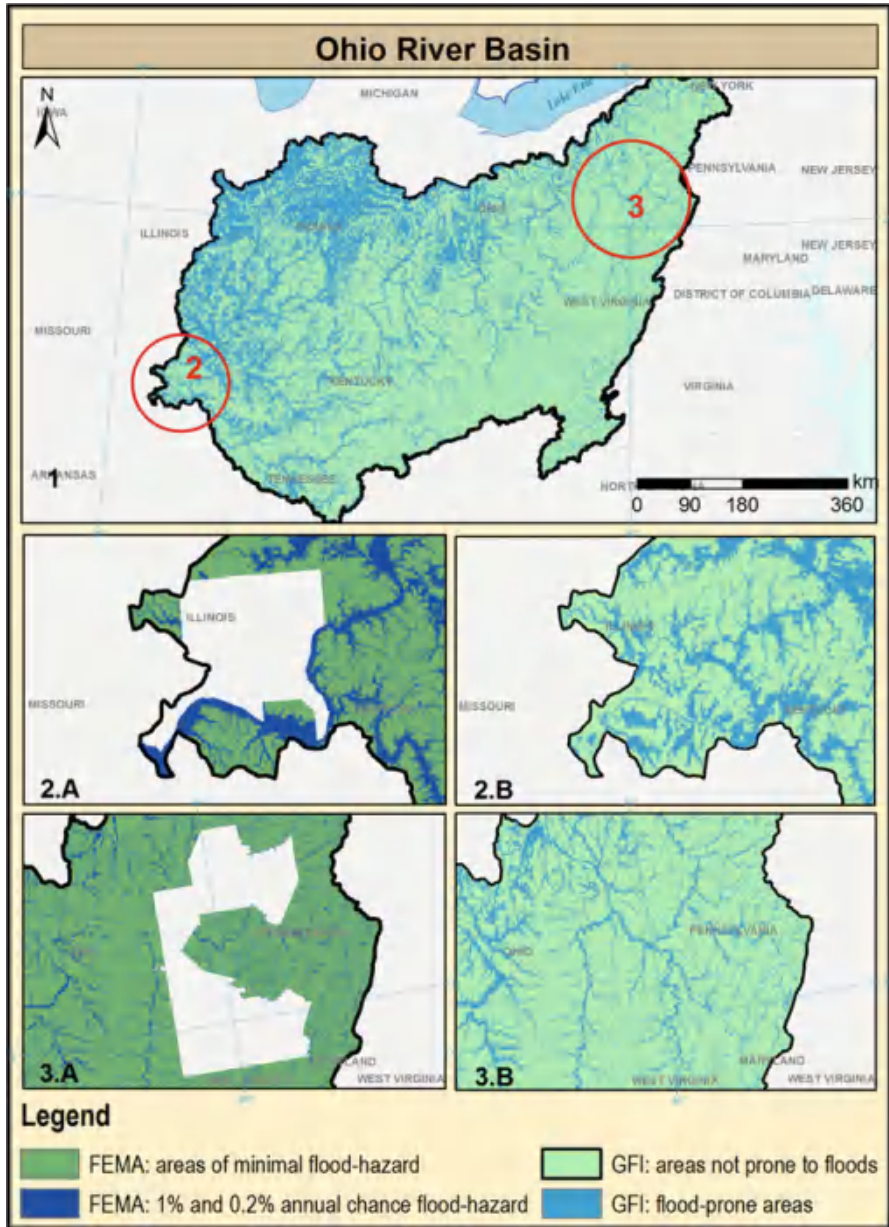 Ohio River Basin
N
IOWA
MICHIGAN
Lake Erie
NEW YORK
PENNSYLVANIA
NEW JERSEY
3
OHIO
ILLINOIS
NEW JERSEY
MARYLAND
WEST VIRGINIA
DISTRICT OF COLUMBIA
DELAWARE
MISSOURI
2
KENTUCKY
VIRGINIA
ARKANSAS
1
TENNESSEE
km
0 90 180 360
ILLINOIS
MISSOURI
2.A
ILLINOIS
MISSOURI
2.B
3.A
WEST VIRGINIA
OHIO
PENNSYLVANIA
MARYLAND
WEST VIRGINIA
WEST VIRGINIA
3.B
Legend
FEMA: areas of minimal flood-hazard
GFI: areas not prone to floods
FEMA: 1% and 0.2% annual chance flood-hazard
GFI: flood-prone areas